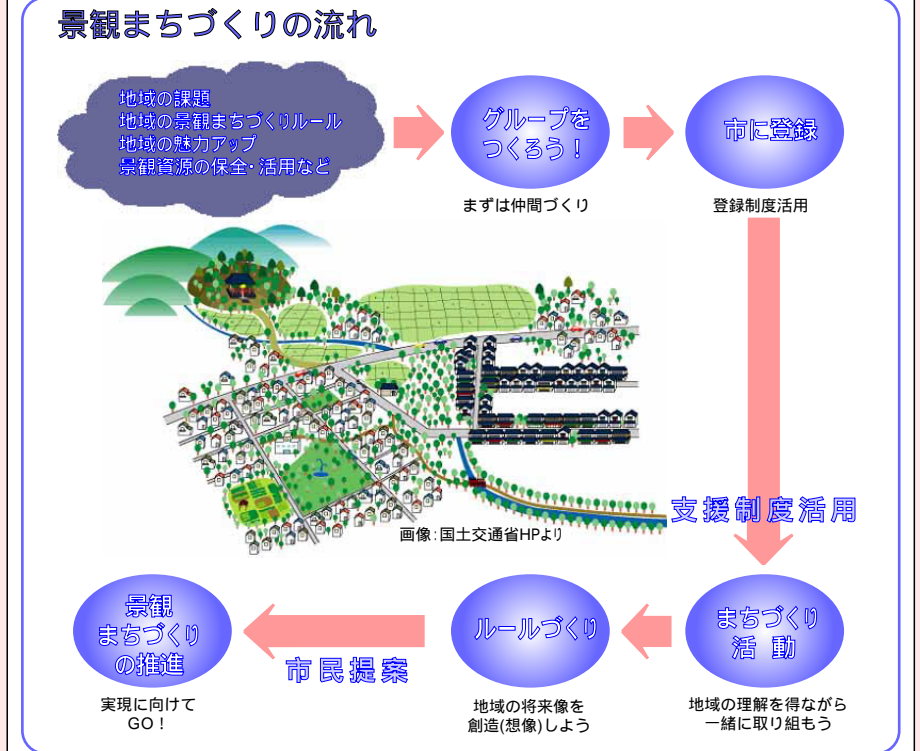 景観まちづくりの流れ
地域の課題
地域の景観まちづくりルール
地域の魅力アップ
景観資源の保全・活用など
グループを
つくろう！
まずは仲間づくり
市に登録
登録制度活用
画像：国土交通省HPより
支援制度活用
まちづくり
活 動
地域の理解を得ながら
一緒に取り組もう
ルールづくり
地域の将来像を
創造(想像)しよう
市民提案
景観
まちづくり
の推進
実現に向けて
GO！